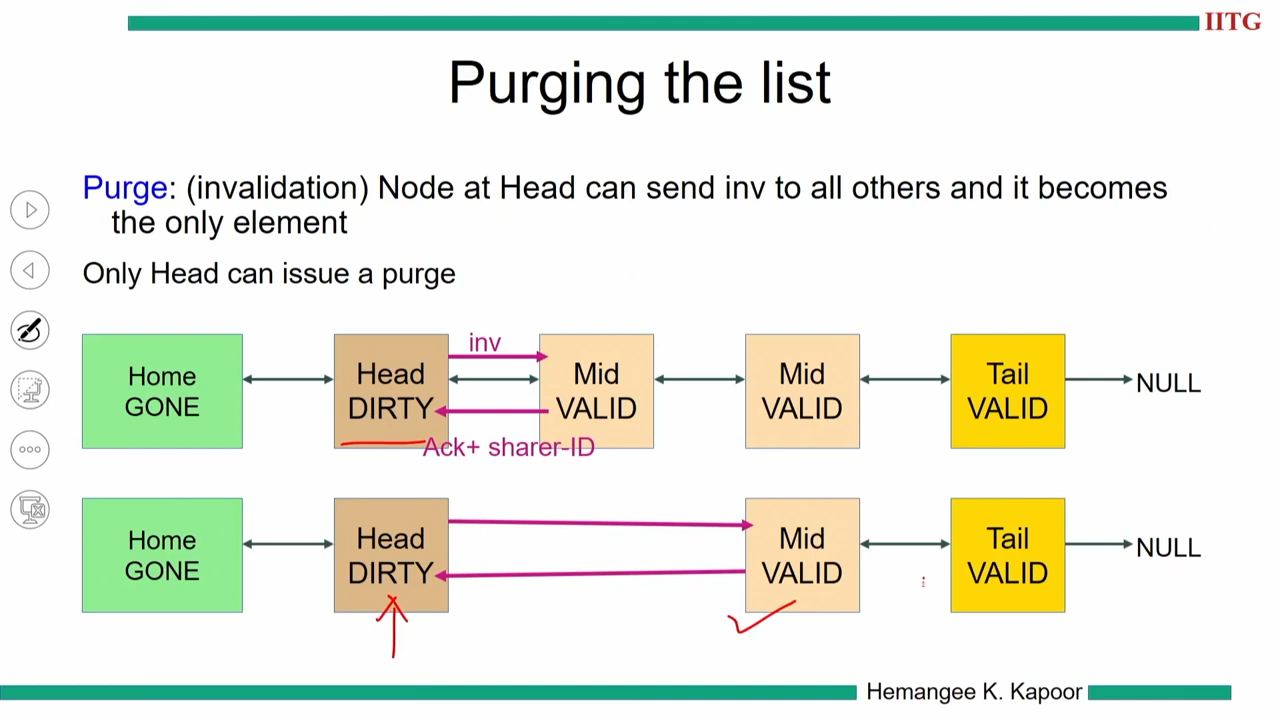 IITG
Purging the list
Purge: (invalidation) Node at Head can send inv to all others and it becomes
the only element
Only Head can issue a purge
Home
GONE
Head
DIRTY
inv
Ack+ sharer-ID
Mid
VALID
Mid
VALID
Tail
VALID
NULL
Home
GONE
Head
DIRTY
Mid
VALID
Tail
VALID
NULL
Hemangee K. Kapoor